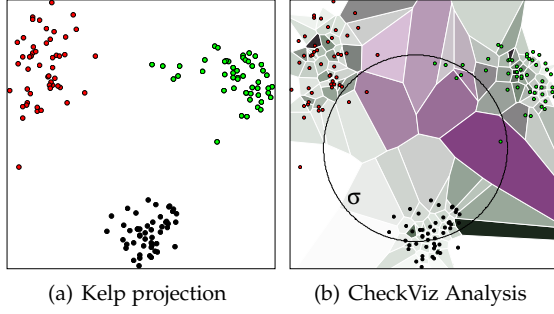 σ
(a) Kelp projection
(b) CheckViz Analysis